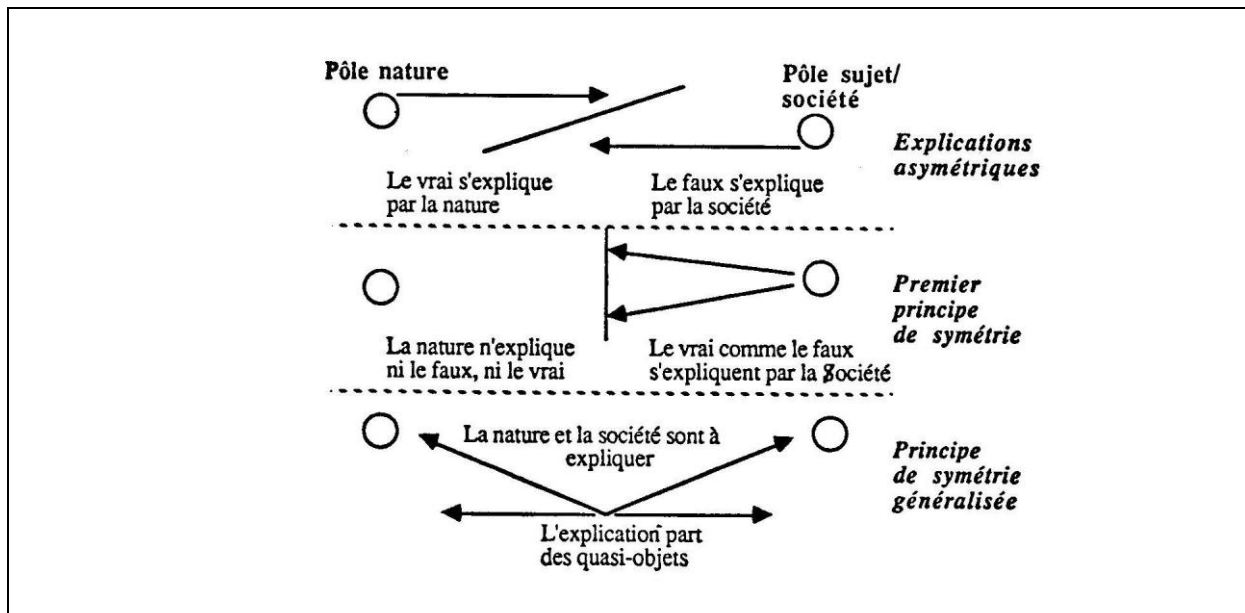 Pôle nature
Pôle sujet/
société
Explications
asymétriques
Le vrai s'explique
par la nature
Le faux s'explique
par la société
Premier
principe
de symétrie
La nature n'explique
ni le faux, ni le vrai
Le vrai comme le faux
s'expliquent par la Société
La nature et la société sont à
expliquer
Principe
de symétrie
généralisée
L'explication part
des quasi-objets